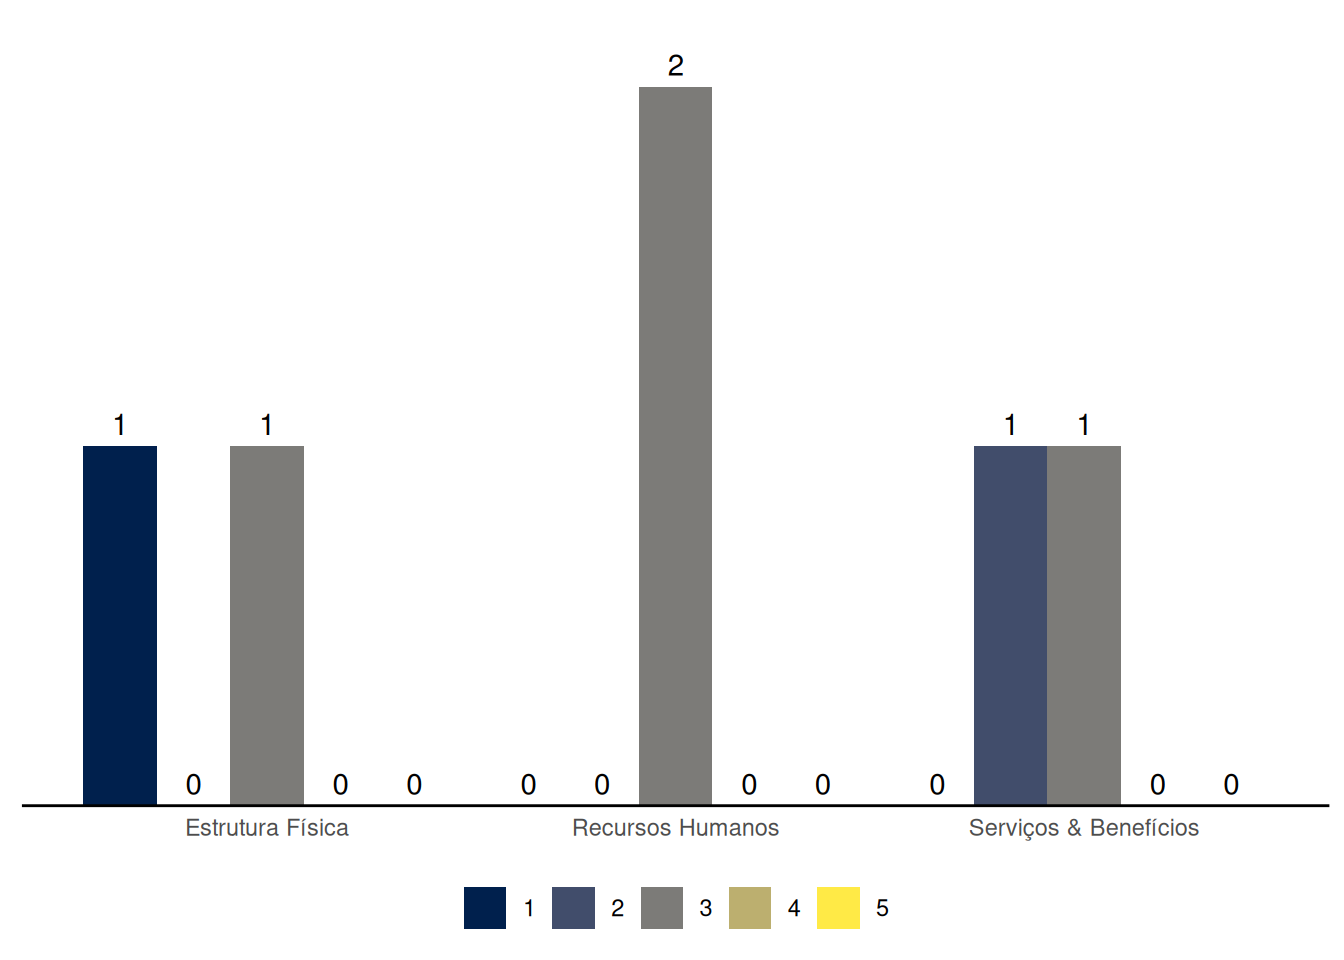 2
1 1 1 1
0 0 0 0 0 0 0 0 0 0
Estrutura Física Recursos Humanos Serviços & Benefícios
1 2 3 4 5